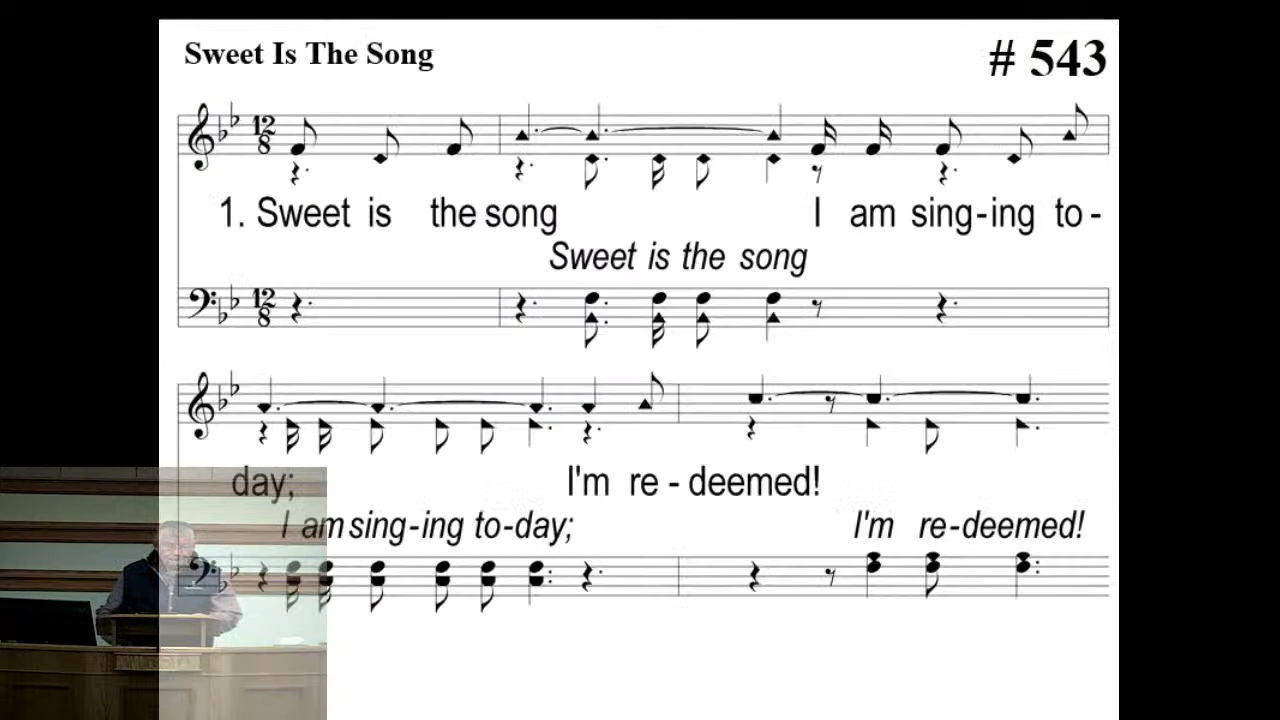 Sweet Is The Song
# 543
12
8
1. Sweet is the song I am sing-ing to-
Sweet is the song
12
8
day; I'm re - deemed!
I am sing-ing to-day; I'm re-deemed!